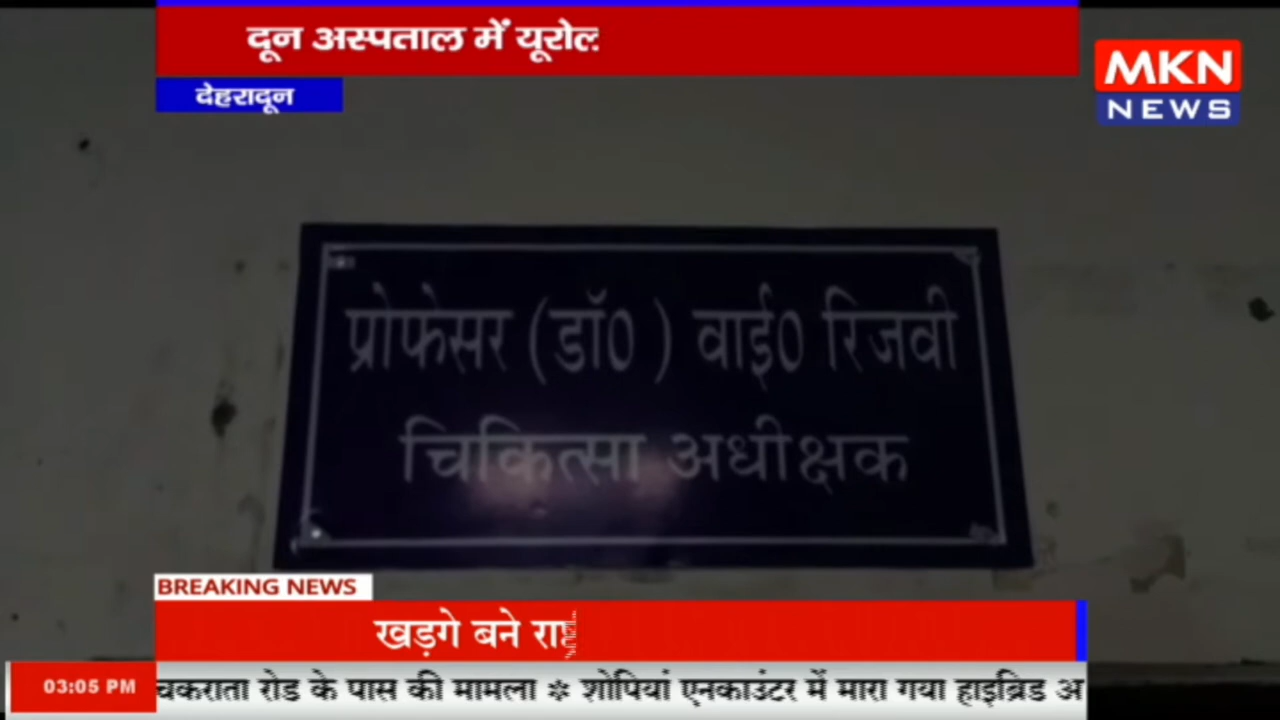 दून अस्पताल में यूरोल
देहरादून
MKN
NEWS
प्रोफेसर (डॉ0 ) वाई0 रिजवी
चिकित्सा अधीक्षक
BREAKING NEWS
खड़गे बने
03:05 PM
चकराता रोड के पास की मामला ❊ शोपियां एनकाउंटर में मारा गया हाइब्रिड अ